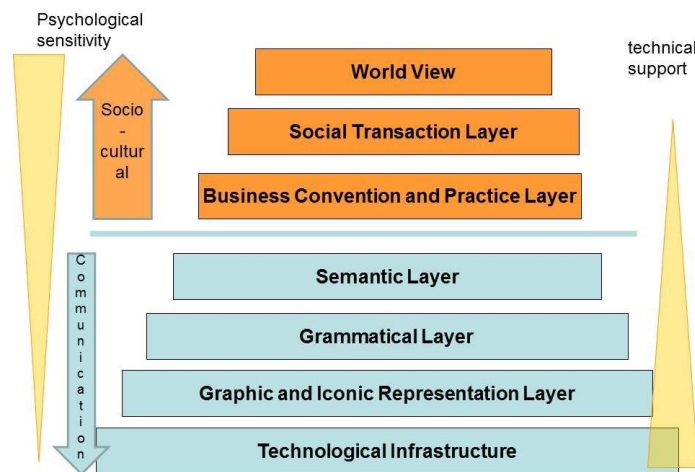 Psychological
sensitivity
technical
support
World View
Socio
-
cultur
al
Social Transaction Layer
Business Convention and Practice Layer
Communication
Semantic Layer
Grammatical Layer
Graphic and Iconic Representation Layer
Technological Infrastructure